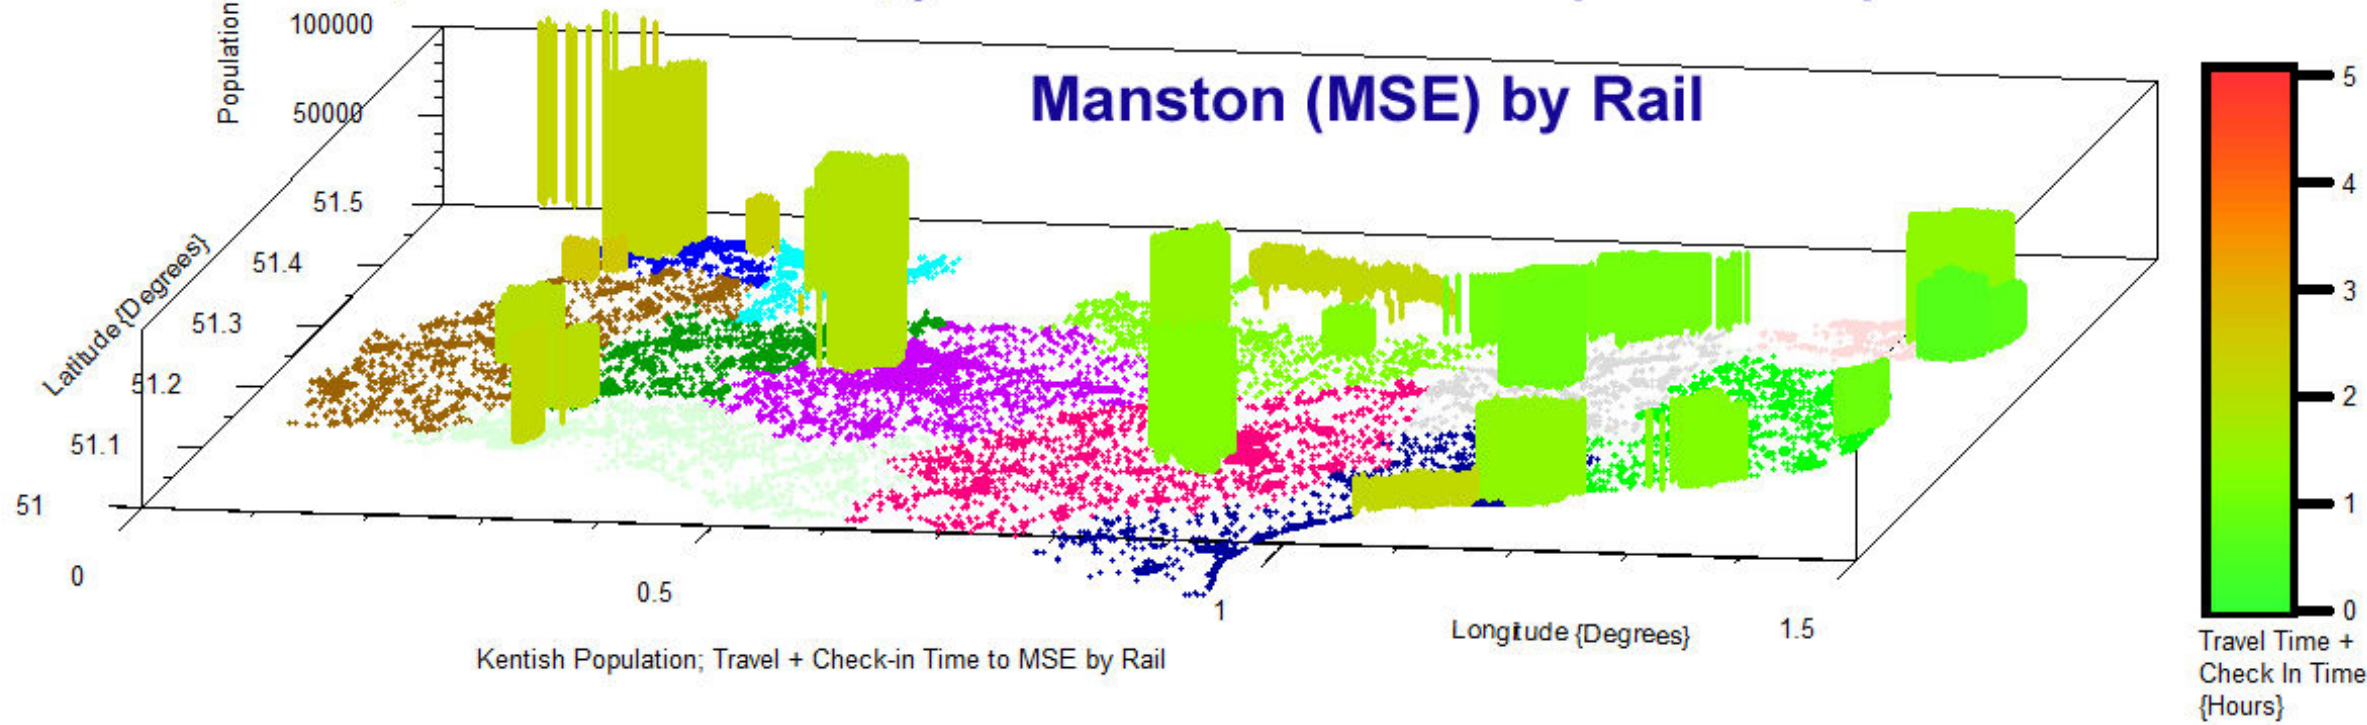 Population
100000
50000
Manston (MSE) by Rail
51.5
51.4
51.3
51.2
51.1
51
Latitude {Degrees}
0
0.5
1
1.5
Longitude {Degrees}
Kentish Population; Travel + Check-in Time to MSE by Rail
5
4
3
2
1
0
Travel Time +
Check In Time
{Hours}